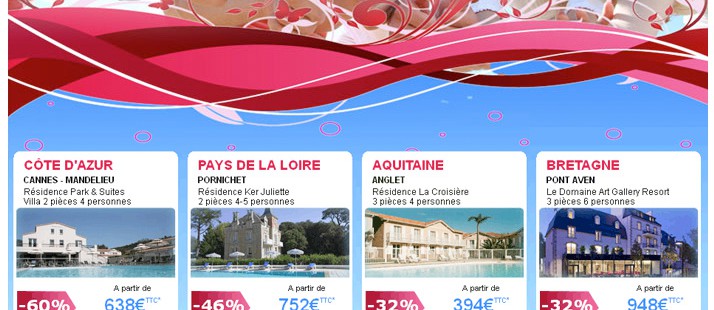 CÔTE D'AZUR
CANNES - MANDELIEU
Résidence Park & Suites
Villa 2 pièces 4 personnes
A partir de
-60% 638€TTC*
PAYS DE LA LOIRE
PORNICHET
Résidence Ker Juliette
2 pièces 4-5 personnes
A partir de
-46% 752€TTC*
AQUITAINE
ANGLET
Résidence La Croisière
3 pièces 4 personnes
A partir de
-32% 394€TTC*
BRETAGNE
PONT AVEN
Le Domaine Art Gallery Resort
3 pièces 6 personnes
A partir de
-32% 948€TTC*